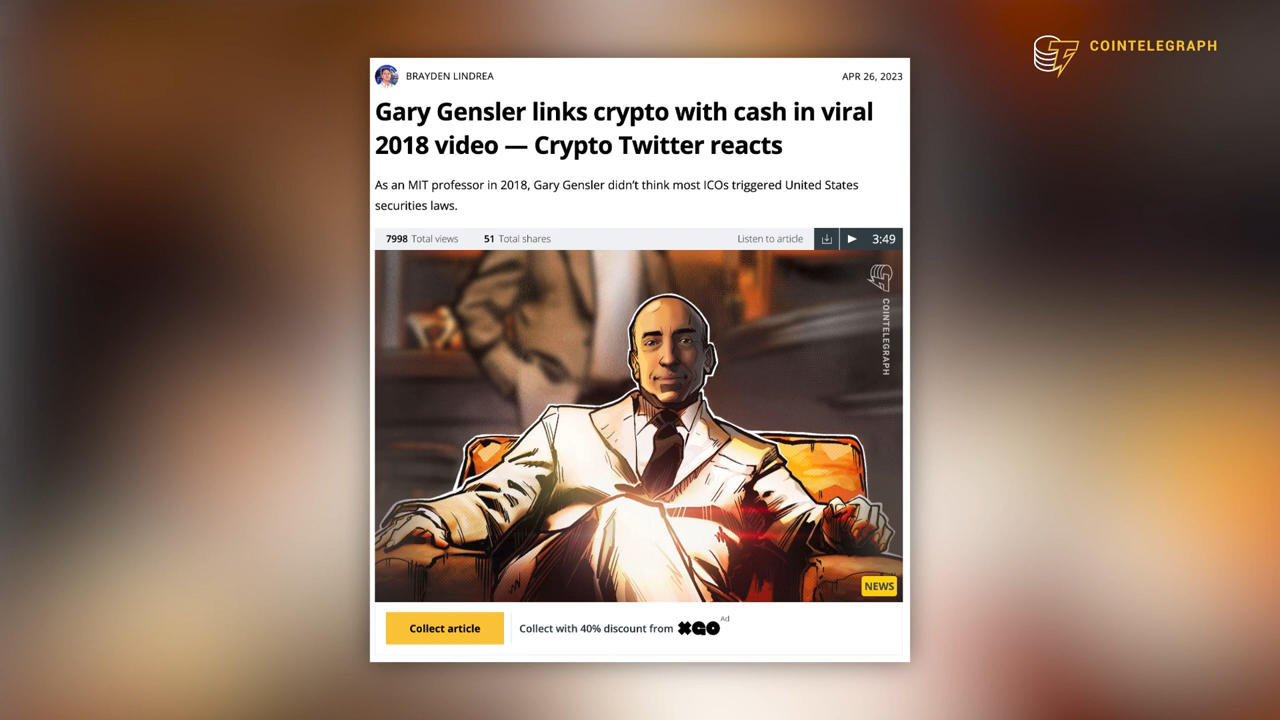 COINTELEGRAPH
BRAYDEN LINDREA
APR 26, 2023
Gary Gensler links crypto with cash in viral
2018 video — Crypto Twitter reacts
As an MIT professor in 2018, Gary Gensler didn't think most ICOs triggered United States
securities laws.
7998 Total views
51 Total shares
Listen to article
3:49
COINTELEGRAPH
NEWS
Collect article
Collect with 40% discount from XGO
Ad